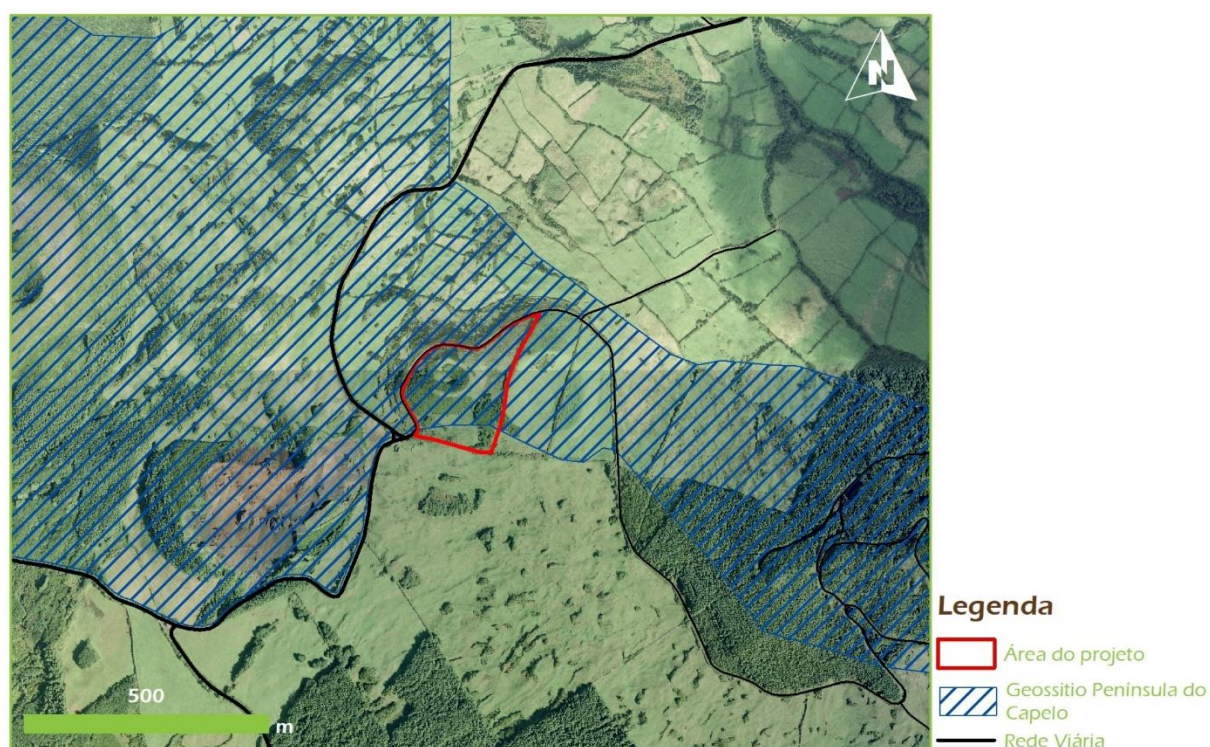 N
Legenda
Área do projeto
Geossitio Península do
Capelo
Rede Viária
500
m